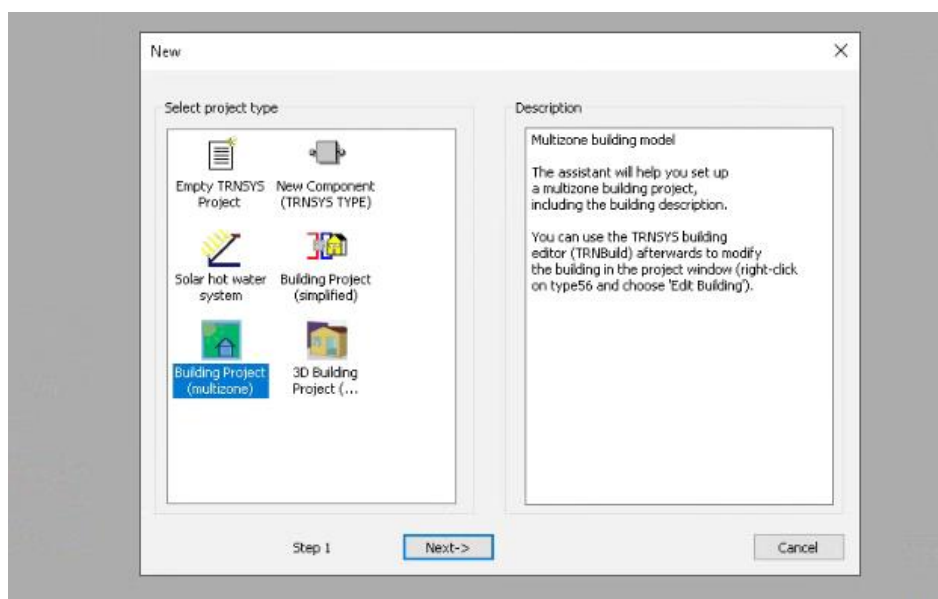 New
Select project type
Empty TRNSYS
Project
New Component
(TRNSYS TYPE)
Solar hot water
system
Building Project
(simplified)
Building Project
(multizone)
3D Building
Project (...
Description
Multizone building model
The assistant will help you set up
a multizone building project,
including the building description.
You can use the TRNSYS building
editor (TRNBuild) afterwards to modify
the building in the project window (right-click
on type56 and choose 'Edit Building').
Step 1
Next->
Cancel